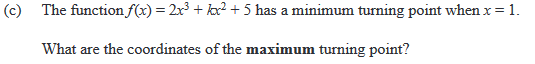 (c) The function f(x) = 2x³ + kx² + 5 has a minimum turning point when x = 1.
What are the coordinates of the maximum turning point?